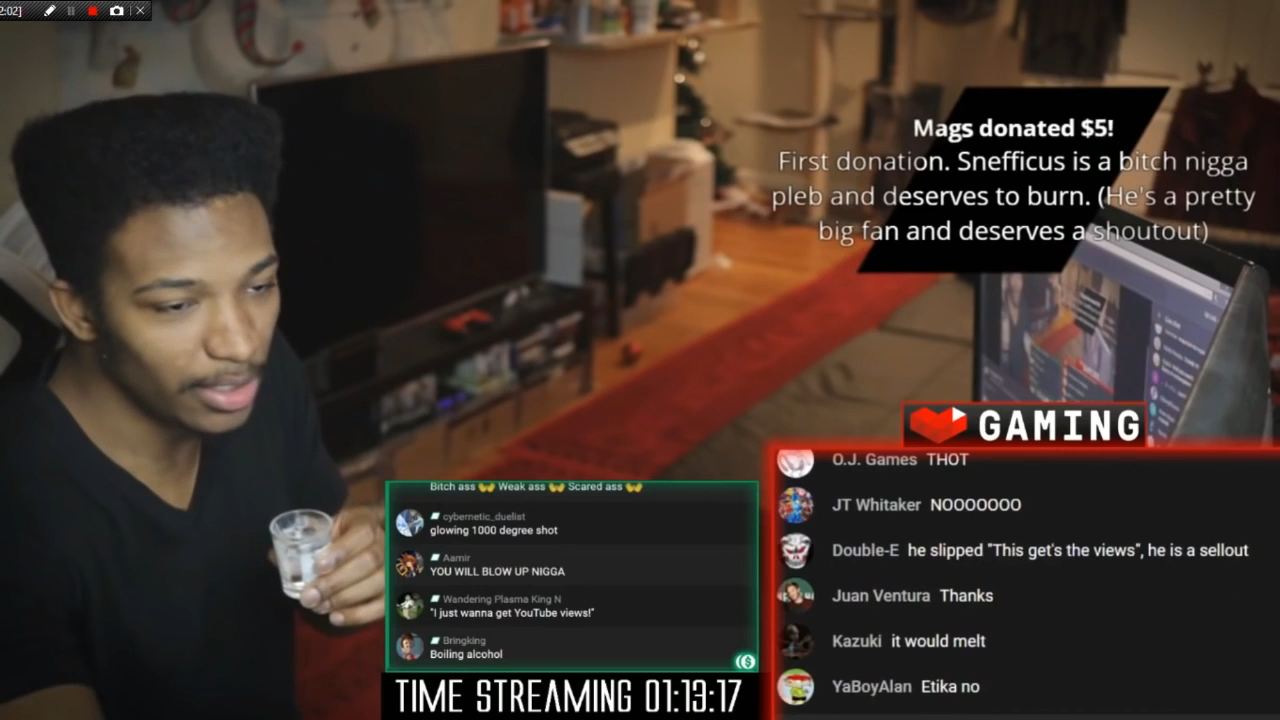 2:02]
Mags donated $5!
First donation. Snefficus is a bitch nigga
pleb and deserves to burn. (He's a pretty
big fan and deserves a shoutout)
GAMING
Bitch ass 👐 Weak ass 👐 Scared ass 👐
cybernetic_duelist
glowing 1000 degree shot
Aamir
YOU WILL BLOW UP NIGGA
Wandering Plasma King N
"I just wanna get YouTube views!"
Bringking
Boiling alcohol
TIME STREAMING 01:13:17
O.J. Games THOT
JT Whitaker NOOOOOOO
Double-E he slipped "This get's the views", he is a sellout
Juan Ventura Thanks
Kazuki it would melt
YaBoyAlan Etika no